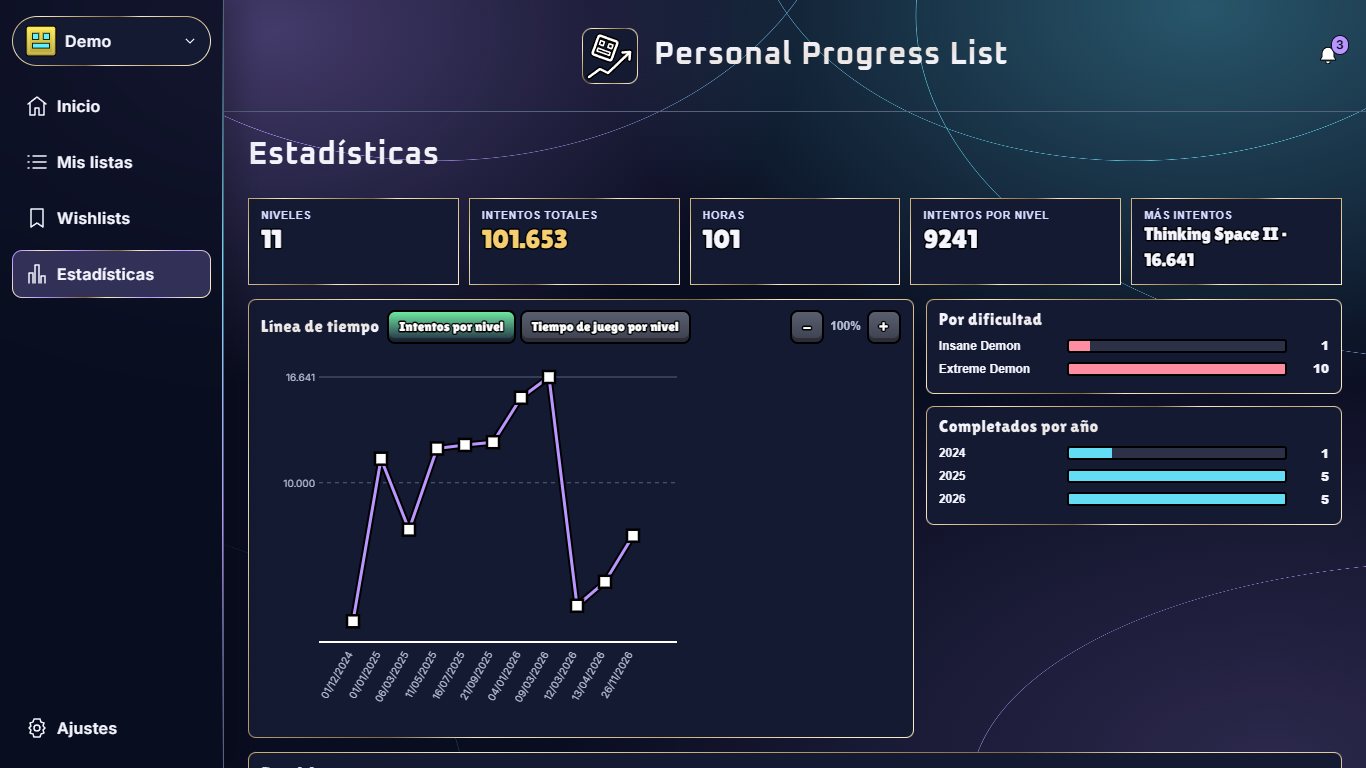 Demo
Personal Progress List
3
Inicio
Mis listas
Wishlists
Estadísticas
Ajustes
Estadísticas
NIVELES
11
INTENTOS TOTALES
101.653
HORAS
101
INTENTOS POR NIVEL
9241
MÁS INTENTOS
Thinking Space II -
16.641
Línea de tiempo
Intentos por nivel
Tiempo de juego por nivel
–
100%
+
16.641
10.000
01/12/2024
01/01/2025
06/03/2025
11/05/2025
16/07/2025
21/09/2025
04/01/2026
09/03/2026
12/03/2026
13/04/2026
26/11/2026
Por dificultad
Insane Demon 1
Extreme Demon 10
Completados por año
2024 1
2025 5
2026 5